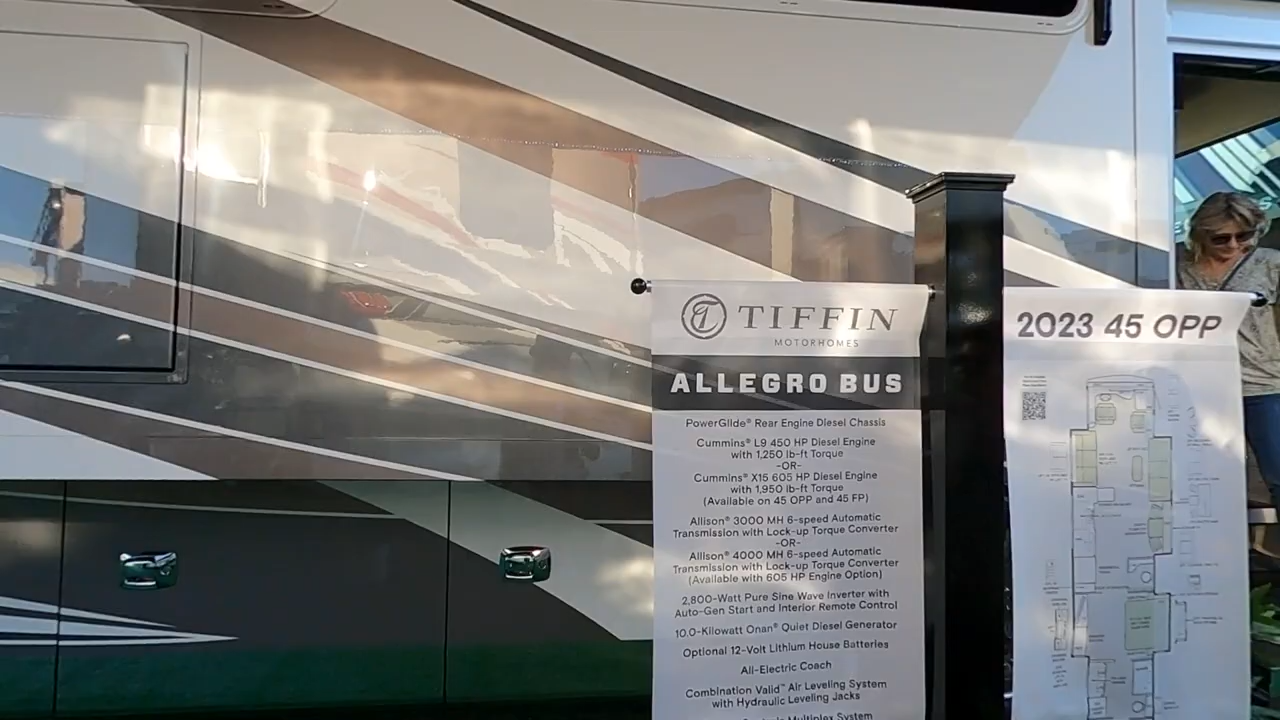 TIFFIN
MOTORHOMES
ALLEGRO BUS
PowerGlide® Rear Engine Diesel Chassis
Cummins® L9 450 HP Diesel Engine
with 1,250 lb-ft Torque
-OR-
Cummins® X15 605 HP Diesel Engine
with 1,950 lb-ft Torque
(Available on 45 OPP and 45 FP)
Allison® 3000 MH 6-speed Automatic
Transmission with Lock-up Torque Converter
-OR-
Allison® 4000 MH 6-speed Automatic
Transmission with Lock-up Torque Converter
(Available with 605 HP Engine Option)
2,800-Watt Pure Sine Wave Inverter with
Auto-Gen Start and Interior Remote Control
10.0-Kilowatt Onan® Quiet Diesel Generator
Optional 12-Volt Lithium House Batteries
All-Electric Coach
Combination Valid™ Air Leveling System
with Hydraulic Leveling Jacks
Multiplex System
2023 45 OPP